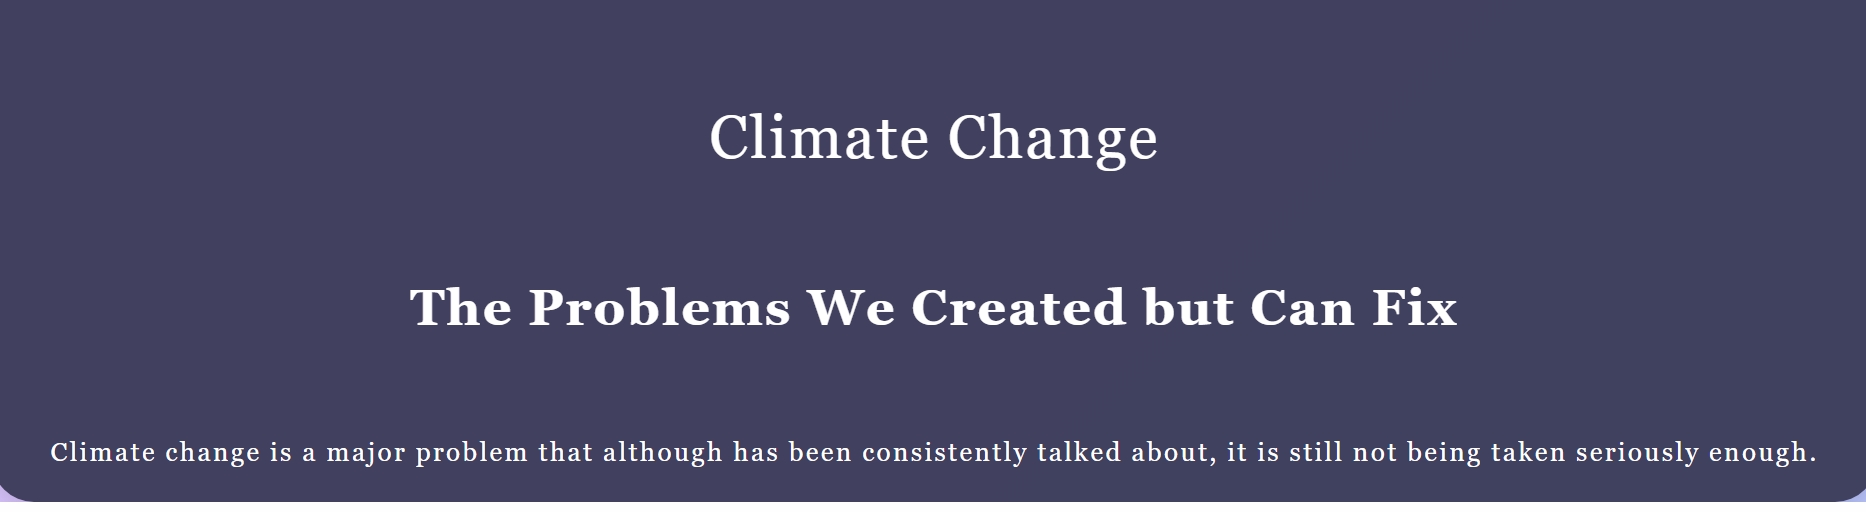 Climate Change
The Problems We Created but Can Fix
Climate change is a major problem that although has been consistently talked about, it is still not being taken seriously enough.